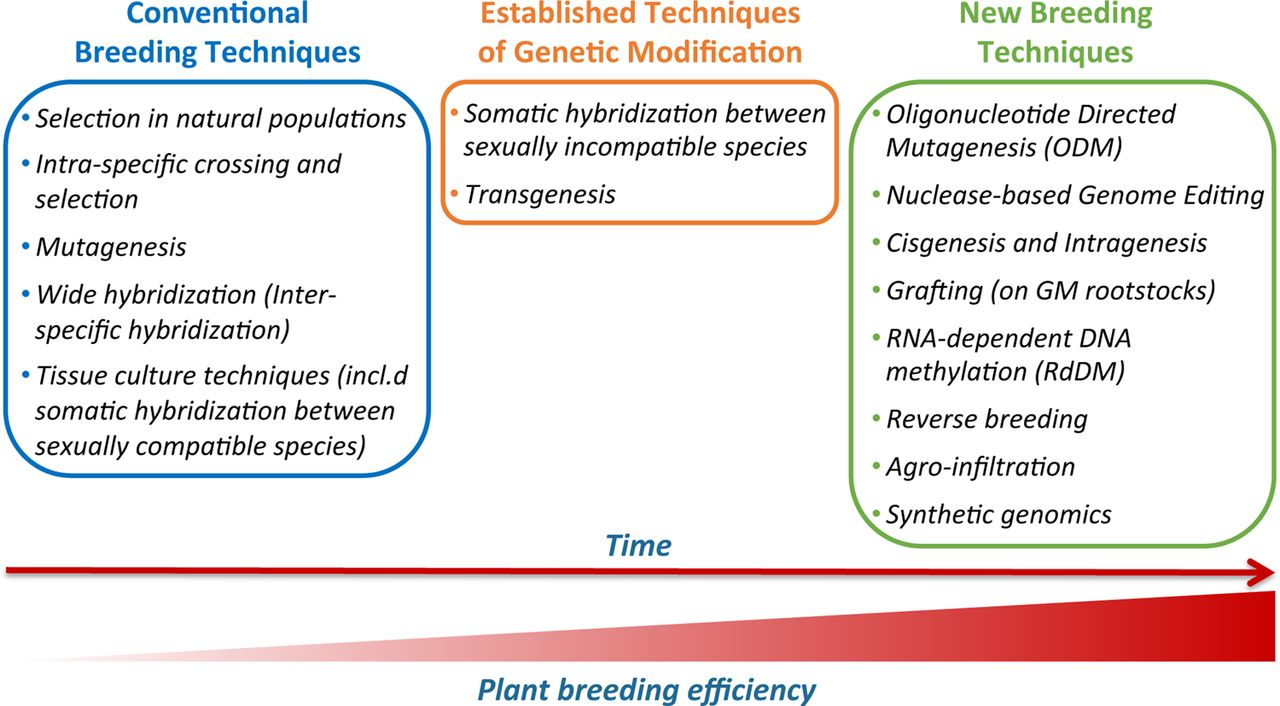 Conventional
Breeding Techniques
• Selection in natural populations
• Intra-specific crossing and
selection
• Mutagenesis
• Wide hybridization (Inter-
specific hybridization)
• Tissue culture techniques (incl.d
somatic hybridization between
sexually compatible species)
Established Techniques
of Genetic Modification
• Somatic hybridization between
sexually incompatible species
• Transgenesis
New Breeding
Techniques
• Oligonucleotide Directed
Mutagenesis (ODM)
• Nuclease-based Genome Editing
• Cisgenesis and Intragenesis
• Grafting (on GM rootstocks)
• RNA-dependent DNA
methylation (RdDM)
• Reverse breeding
• Agro-infiltration
• Synthetic genomics
Time
Plant breeding efficiency